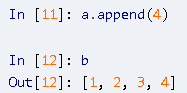 In [11]: a.append(4)
In [12]: b
Out[12]: [1, 2, 3, 4]